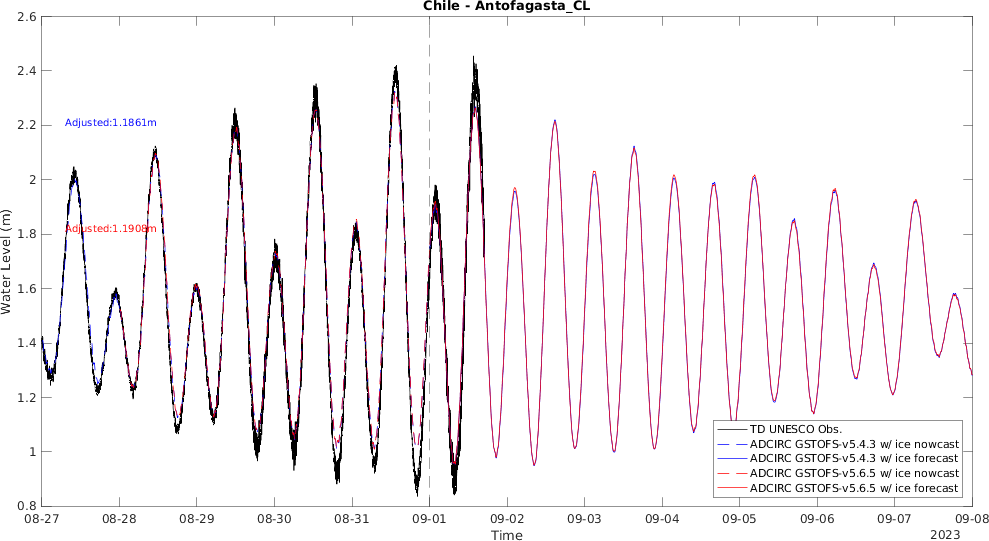 Chile - Antofagasta_CL
2.6
2.4
2.2
2
1.8
1.6
1.4
1.2
1
0.8
Water Level (m)
Adjusted:1.1861m
Adjusted:1.1908m
TD UNESCO Obs.
ADCIRC GSTOFS-v5.4.3 w/ ice nowcast
ADCIRC GSTOFS-v5.4.3 w/ ice forecast
ADCIRC GSTOFS-v5.6.5 w/ ice nowcast
ADCIRC GSTOFS-v5.6.5 w/ ice forecast
08-27 08-28 08-29 08-30 08-31 09-01 09-02 09-03 09-04 09-05 09-06 09-07 09-08
Time
2023